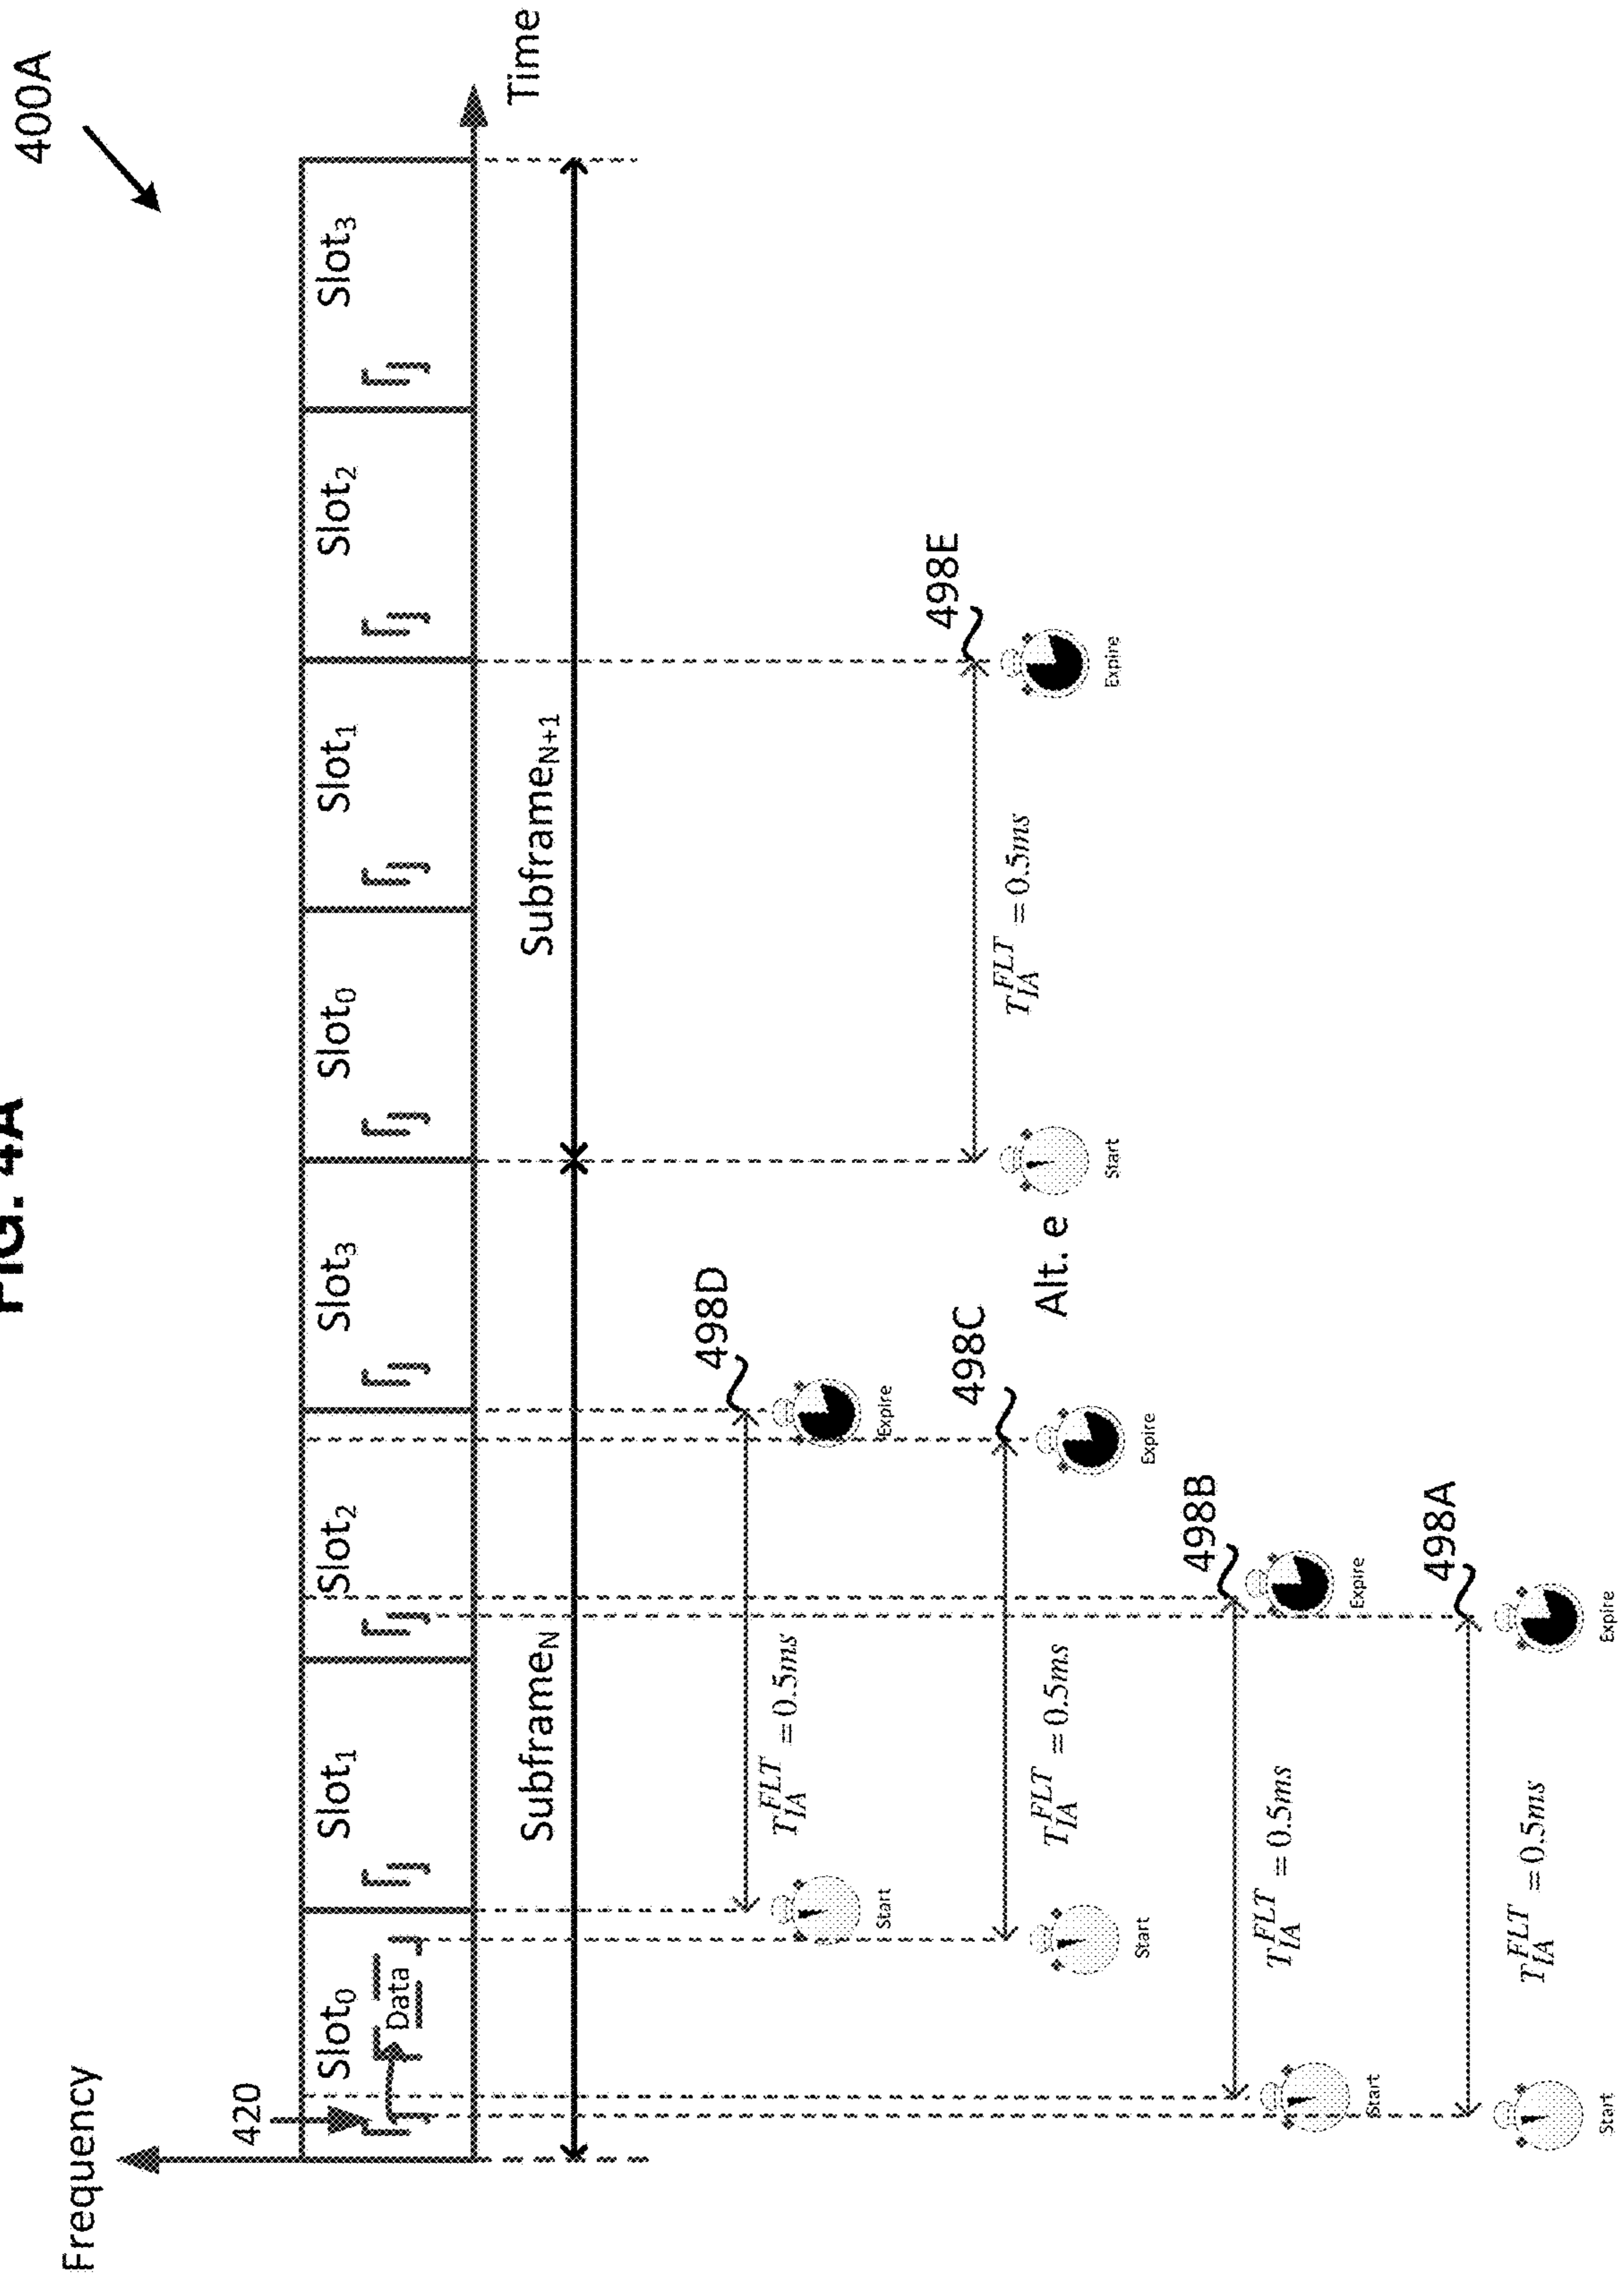 FIG. 4A
400A
Frequency
420
Slot0
Slot1
Slot2
Slot3
Slot0
Slot1
Slot2
Slot3
Data
Time
SubframeN
SubframeN+1
498D
T_IA^FLT = 0.5ms
Start
Expire
498E
T_IA^FLT = 0.5ms
Alt. e
Start
Expire
498C
T_IA^FLT = 0.5ms
Start
Expire
498B
T_IA^FLT = 0.5ms
Start
Expire
498A
T_IA^FLT = 0.5ms
Start
Expire